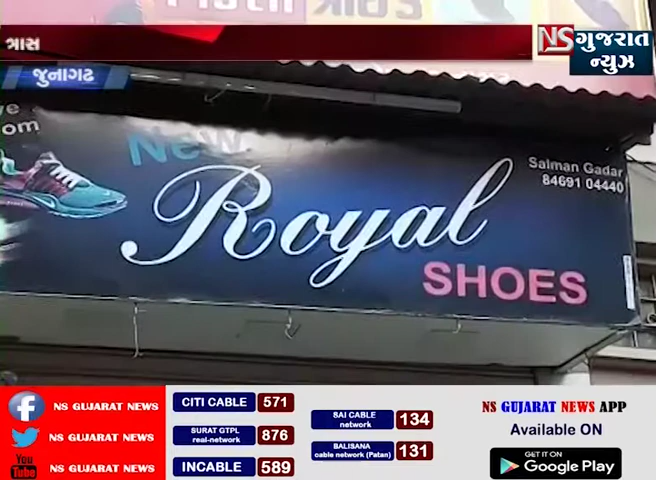 ત્રાસ
NS ગુજરાત
ન્યુઝ
જુનાગઢ
New
Royal
SHOES
Salman Gadar
84691 04440
NS GUJARAT NEWS
NS GUJARAT NEWS
You Tube NS GUJARAT NEWS
CITI CABLE 571
SURAT GTPL
real-network 876
INCABLE 589
SAI CABLE
network 134
BALISANA
cable network (Patan) 131
NS GUJARAT NEWS APP
Available ON
GET IT ON
Google Play